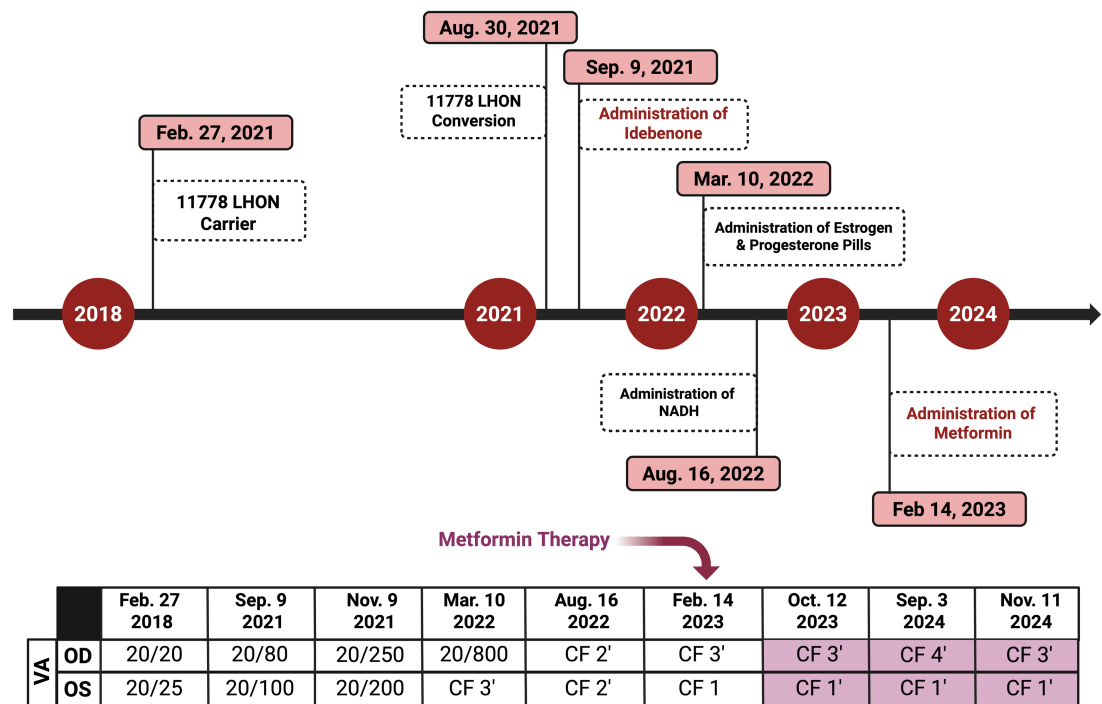 Aug. 30, 2021
Sep. 9, 2021
11778 LHON
Conversion
Administration of
Idebenone
Feb. 27, 2021
11778 LHON
Carrier
Mar. 10, 2022
Administration of Estrogen
& Progesterone Pills
2018 2021 2022 2023 2024
Administration of
NADH
Aug. 16, 2022
Administration of
Metformin
Feb 14, 2023
Metformin Therapy
Feb. 27 Sep. 9 Nov. 9 Mar. 10 Aug. 16 Feb. 14 Oct. 12 Sep. 3 Nov. 11
2018 2021 2021 2022 2022 2023 2023 2024 2024
VA
OD 20/20 20/80 20/250 20/800 CF 2' CF 3' CF 3' CF 4' CF 3'
OS 20/25 20/100 20/200 CF 3' CF 2' CF 1 CF 1' CF 1' CF 1'